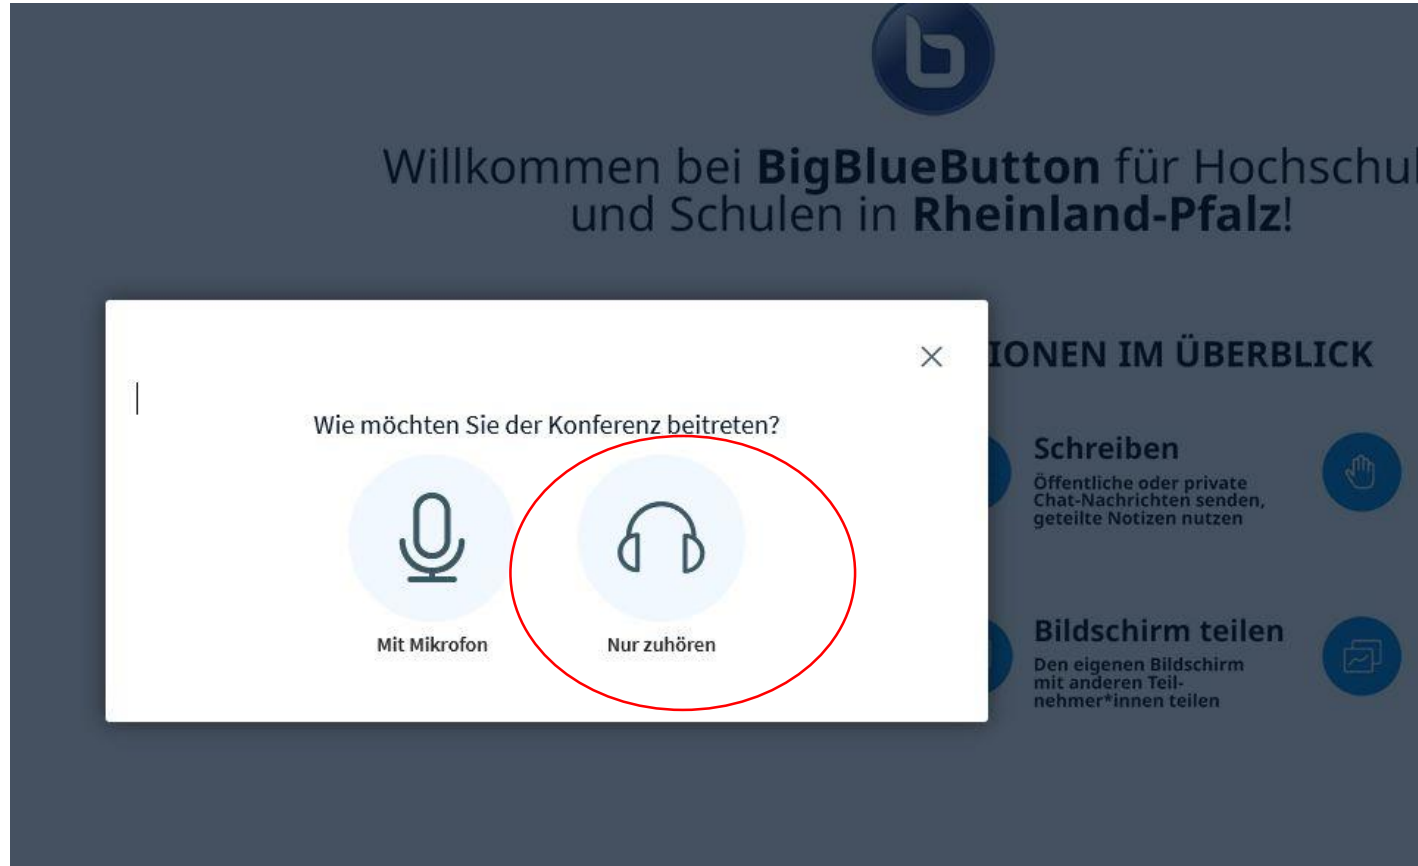 Willkommen bei BigBlueButton für Hochschul
und Schulen in Rheinland-Pfalz!
IONEN IM ÜBERBLICK
Wie möchten Sie der Konferenz beitreten?
Mit Mikrofon
Nur zuhören
Schreiben
Öffentliche oder private
Chat-Nachrichten senden,
geteilte Notizen nutzen
Bildschirm teilen
Den eigenen Bildschirm
mit anderen Teil-
nehmer*innen teilen